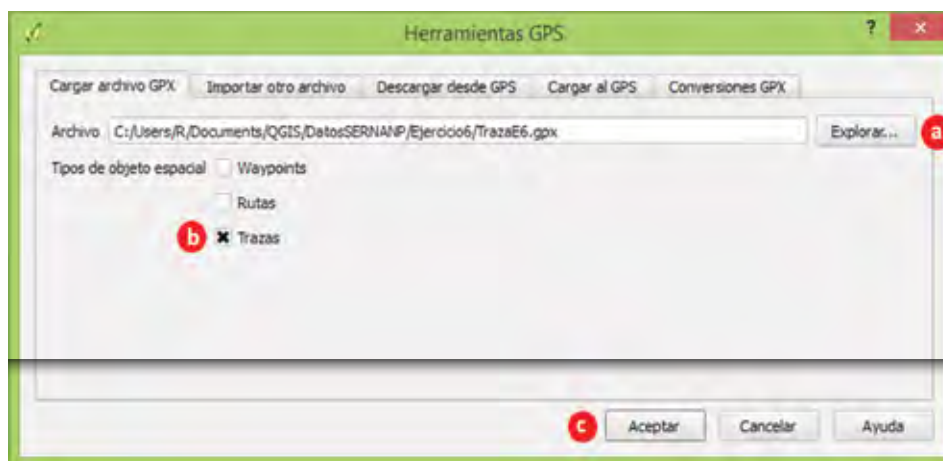 Herramientas GPS ?
Cargar archivo GPX Importar otro archivo Descargar desde GPS Cargar al GPS Conversiones GPX
Archivo C:/Users/R/Documents/QGIS/DatosSERNANP/Ejercicio6/TrazaE6.gpx Explorar... a
Tipos de objeto espacial Waypoints
Rutas
b Trazas
c Aceptar Cancelar Ayuda